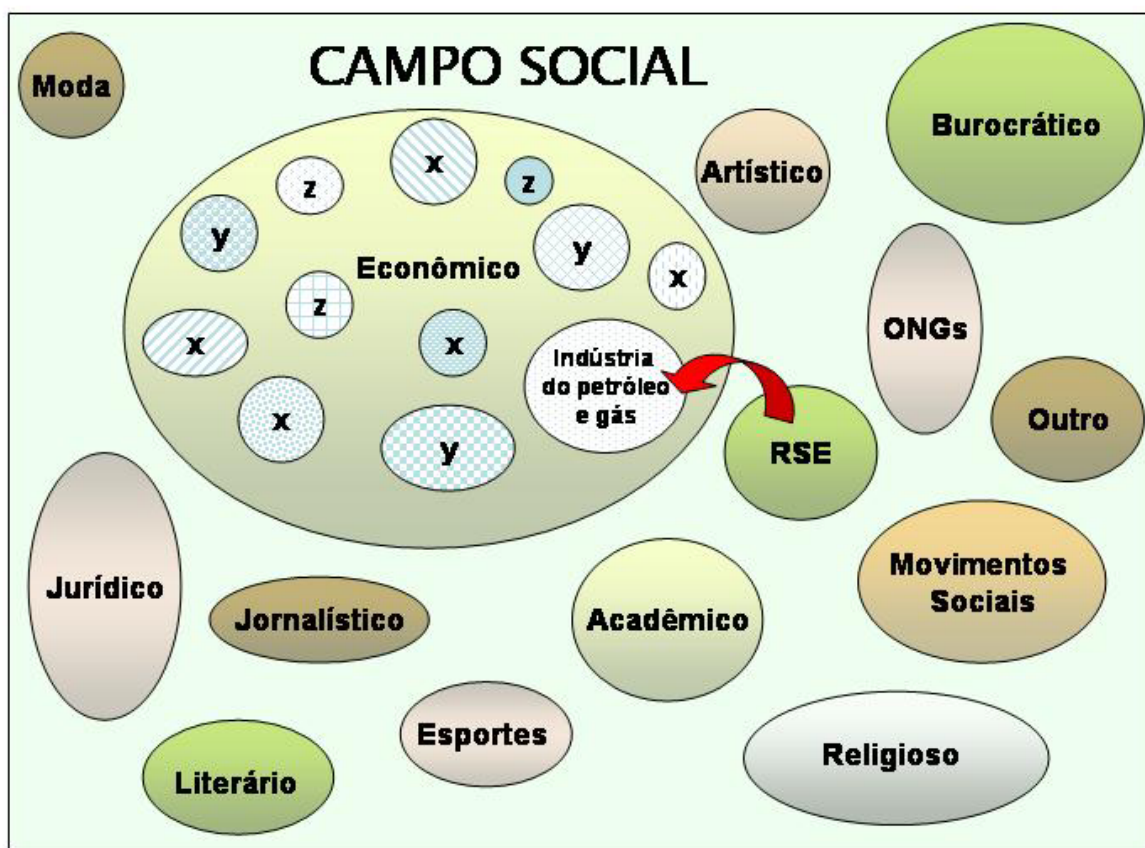 CAMPO SOCIAL
Moda
Burocrático
Artístico
x
z
z
y
y
Econômico
x
z
x
x
ONGs
Indústria
do petróleo
e gás
x
y
RSE
Outro
Jurídico
Jornalístico
Acadêmico
Movimentos
Sociais
Esportes
Religioso
Literário